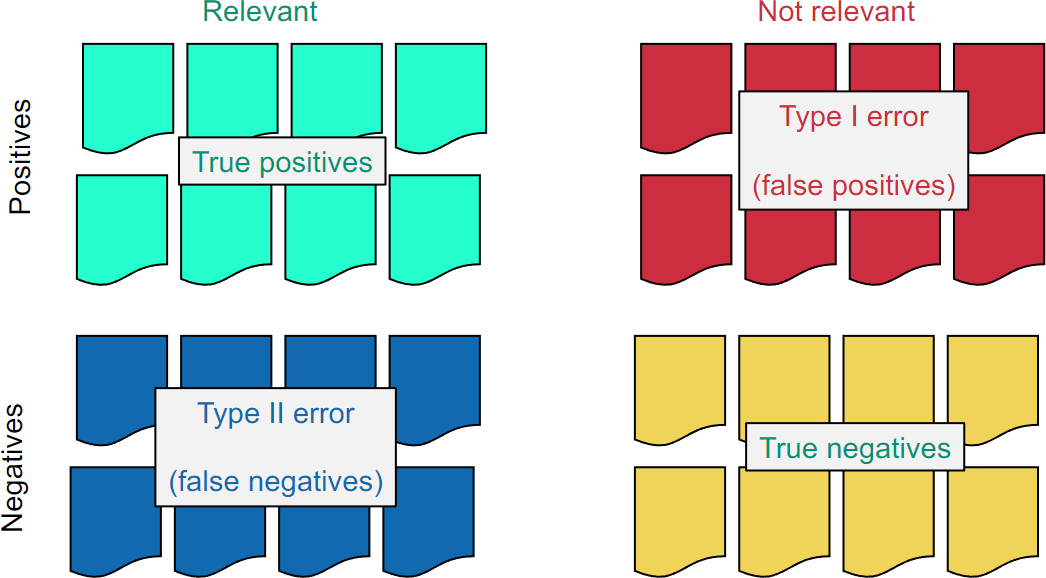 Relevant
Not relevant
Positives
True positives
Type I error
(false positives)
Negatives
Type II error
(false negatives)
True negatives